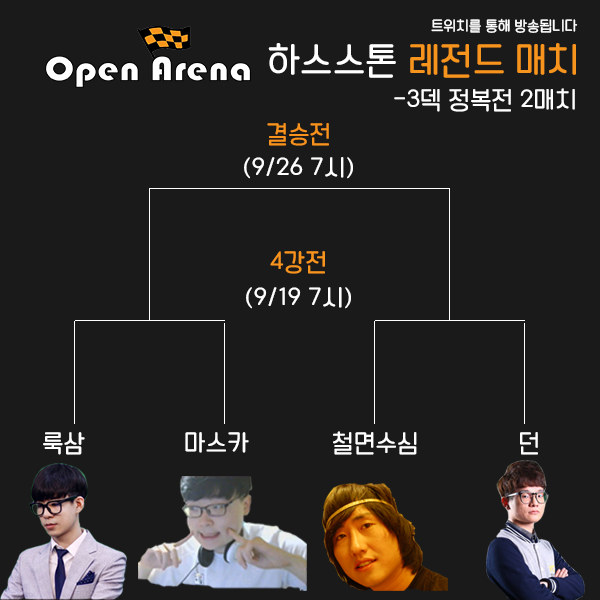 트위치를 통해 방송됩니다
Open Arena
하스스톤 레전드 매치
-3덱 정복전 2매치
결승전
(9/26 7시)
4강전
(9/19 7시)
룩삼
마스카
철면수심
던